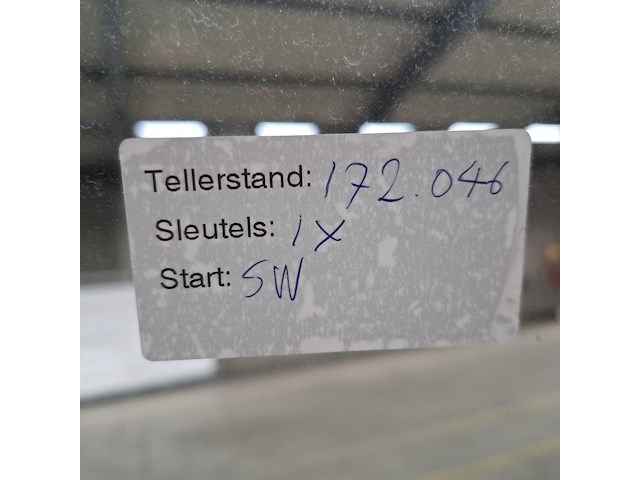 Tellerstand: 172.046
Sleutels: 1X
Start: SW